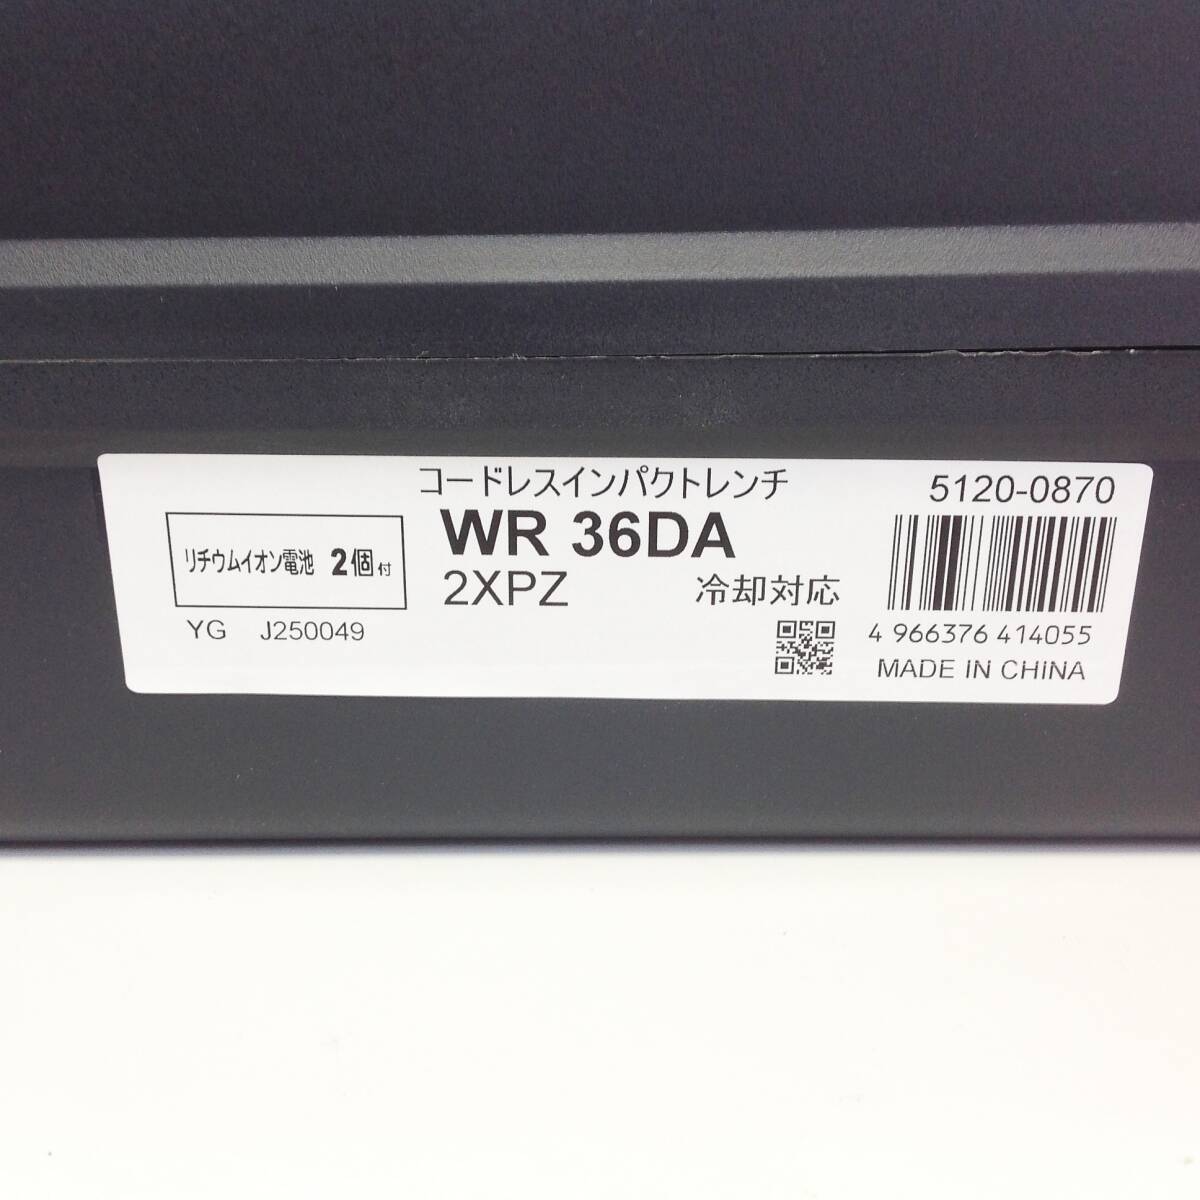 コードレスインパクトレンチ
5120-0870
WR 36DA
リチウムイオン電池 2個付
2XPZ
冷却対応
YG J250049
4 966376 414055
MADE IN CHINA